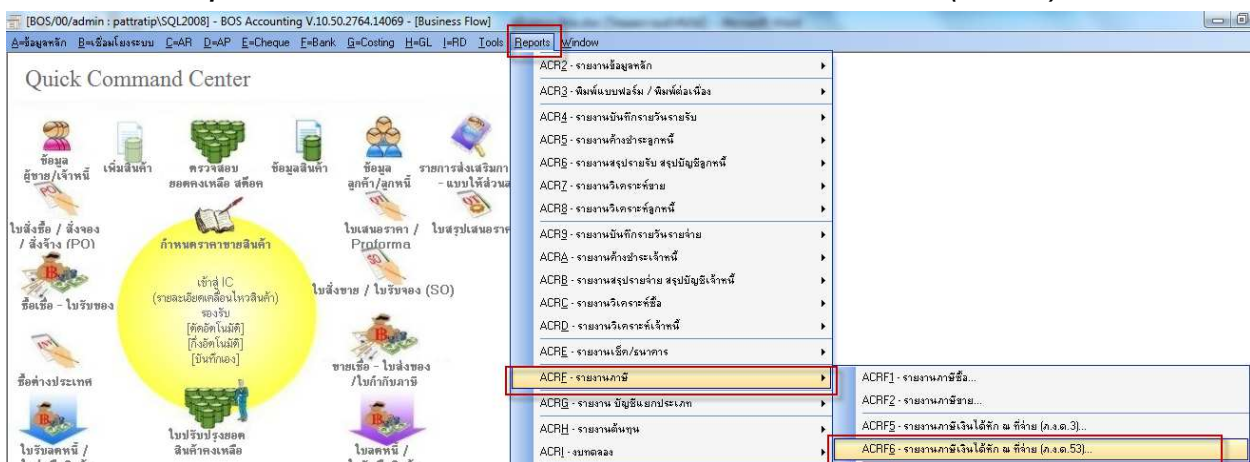 [BOS/00/admin : pattratip\SQL2008] - BOS Accounting V.10.50.2764.14069 - [Business Flow]
A=ข้อมูลหลัก B=เชื่อมโยงระบบ C=AR D=AP E=Cheque F=Bank G=Costing H=GL I=RD Tools Reports Window
Quick Command Center
ข้อมูล
ผู้ขาย/เจ้าหนี้
เพิ่มสินค้า
ตรวจสอบ
ยอดคงเหลือ สต๊อค
ข้อมูลสินค้า
ข้อมูล
ลูกค้า/ลูกหนี้
รายการส่งเสริมกา
- แบบให้ส่วนล
ใบสั่งซื้อ / สั่งจอง
/ สั่งจ้าง (PO)
กำหนดราคาขายสินค้า
ใบเสนอราคา /
Proforma
ใบสรุปเสนอราค
เข้าสู่ IC
(รายละเอียดเคลื่อนไหวสินค้า)
รองรับ
[ตัดอัตโนมัติ]
[กึ่งอัตโนมัติ]
[บันทึกเอง]
ใบสั่งขาย / ใบรับจอง (SO)
ซื้อเชื่อ - ใบรับของ
ขายเชื่อ - ใบส่งของ
/ใบกำกับภาษี
ซื้อต่างประเทศ
ใบปรับปรุงยอด
สินค้าคงเหลือ
ใบรับลดหนี้ /
ใบลดหนี้ /
ACR2 - รายงานข้อมูลหลัก
ACR3 - พิมพ์แบบฟอร์ม / พิมพ์ต่อเนื่อง
ACR4 - รายงานบันทึกรายวันรายรับ
ACR5 - รายงานค้างชำระลูกหนี้
ACR6 - รายงานสรุปรายรับ สรุปบัญชีลูกหนี้
ACR7 - รายงานวิเคราะห์ขาย
ACR8 - รายงานวิเคราะห์ลูกหนี้
ACR9 - รายงานบันทึกรายวันรายจ่าย
ACRA - รายงานค้างชำระเจ้าหนี้
ACRB - รายงานสรุปรายจ่าย สรุปบัญชีเจ้าหนี้
ACRC - รายงานวิเคราะห์ซื้อ
ACRD - รายงานวิเคราะห์เจ้าหนี้
ACRE - รายงานเช็ค/ธนาคาร
ACRF - รายงานภาษี
ACRG - รายงาน บัญชีแยกประเภท
ACRH - รายงานต้นทุน
ACRI - งบทดลอง
ACRF1 - รายงานภาษีซื้อ...
ACRF2 - รายงานภาษีขาย...
ACRF5 - รายงานภาษีเงินได้หัก ณ ที่จ่าย (ภ.ง.ด.3)...
ACRF6 - รายงานภาษีเงินได้หัก ณ ที่จ่าย (ภ.ง.ด.53)...